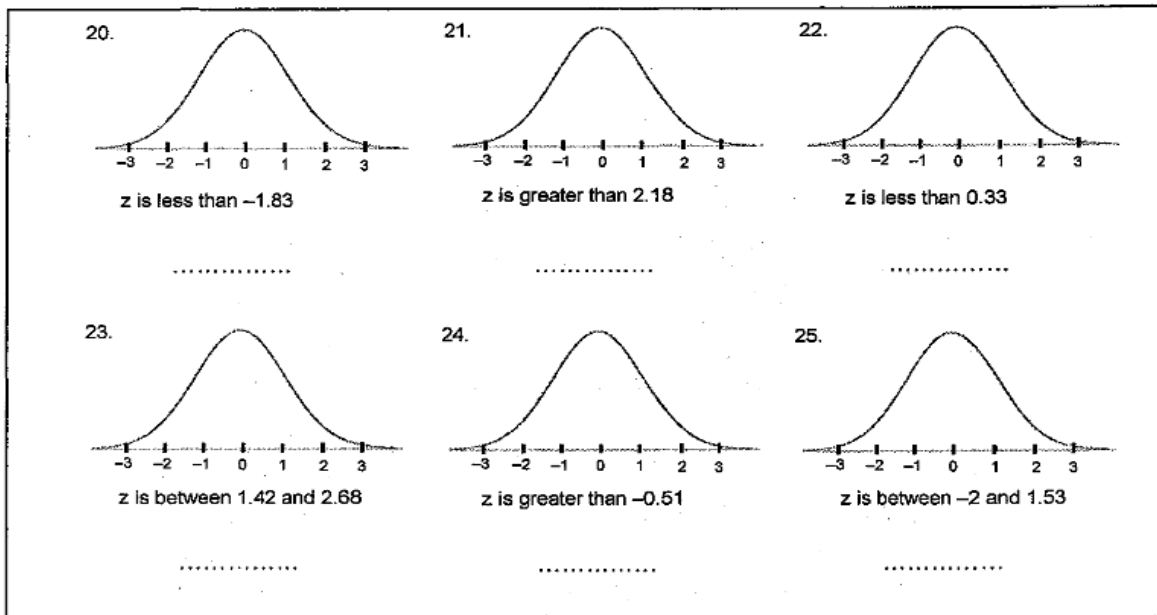 20. 21. 22.
–3 –2 –1 0 1 2 3 –3 –2 –1 0 1 2 3 –3 –2 –1 0 1 2 3
z is less than –1.83 z is greater than 2.18 z is less than 0.33
.................. .................. ..................
23. 24. 25.
–3 –2 –1 0 1 2 3 –3 –2 –1 0 1 2 3 –3 –2 –1 0 1 2 3
z is between 1.42 and 2.68 z is greater than –0.51 z is between –2 and 1.53
.................. .................. ..................